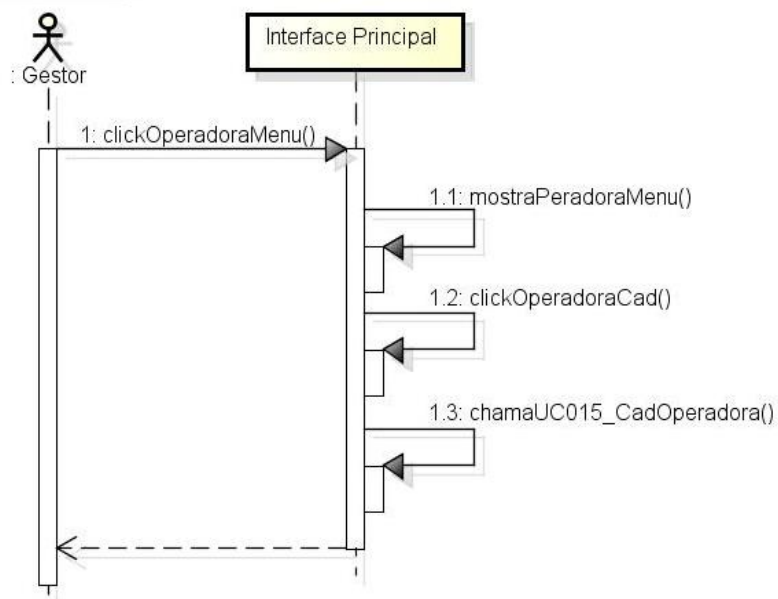 : Gestor
Interface Principal
1: clickOperadoraMenu()
1.1: mostraPeradoraMenu()
1.2: clickOperadoraCad()
1.3: chamaUC015_CadOperadora()